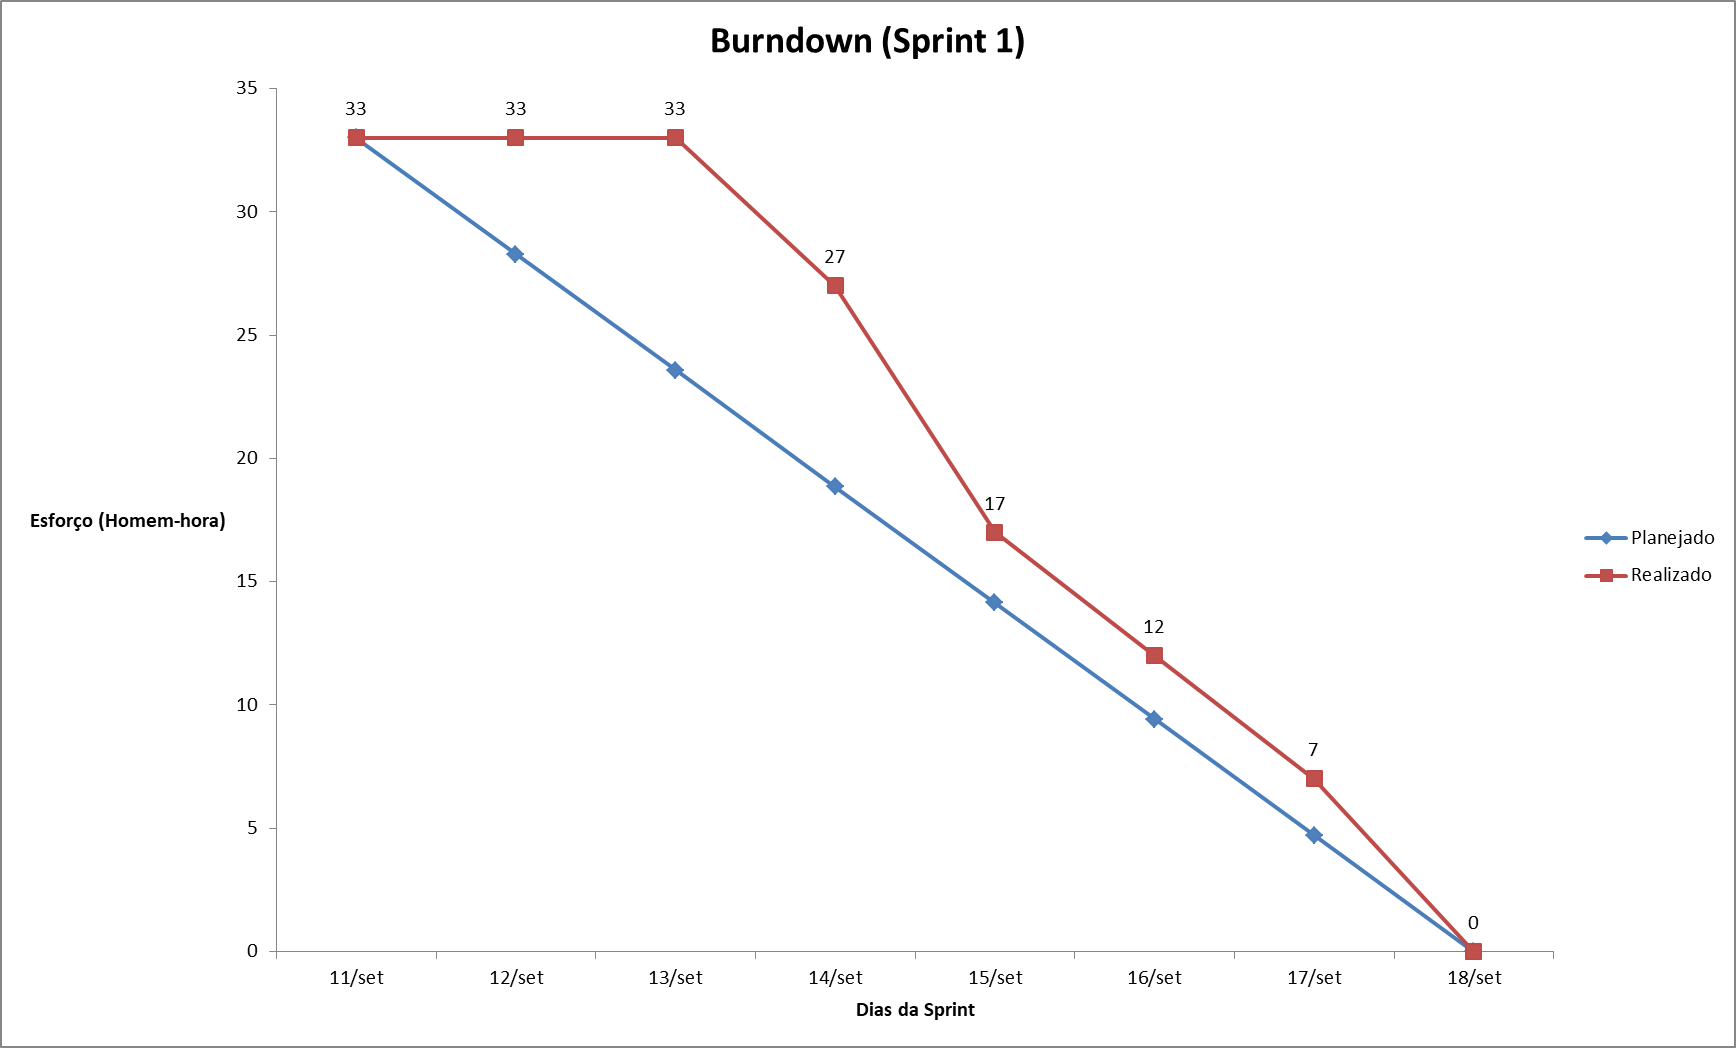 Burndown (Sprint 1)
35
33
33
33
30
27
25
20
17
Esforço (Homem-hora)
Planejado
15
Realizado
12
10
7
5
0
0
11/set
12/set
13/set
14/set
15/set
16/set
17/set
18/set
Dias da Sprint